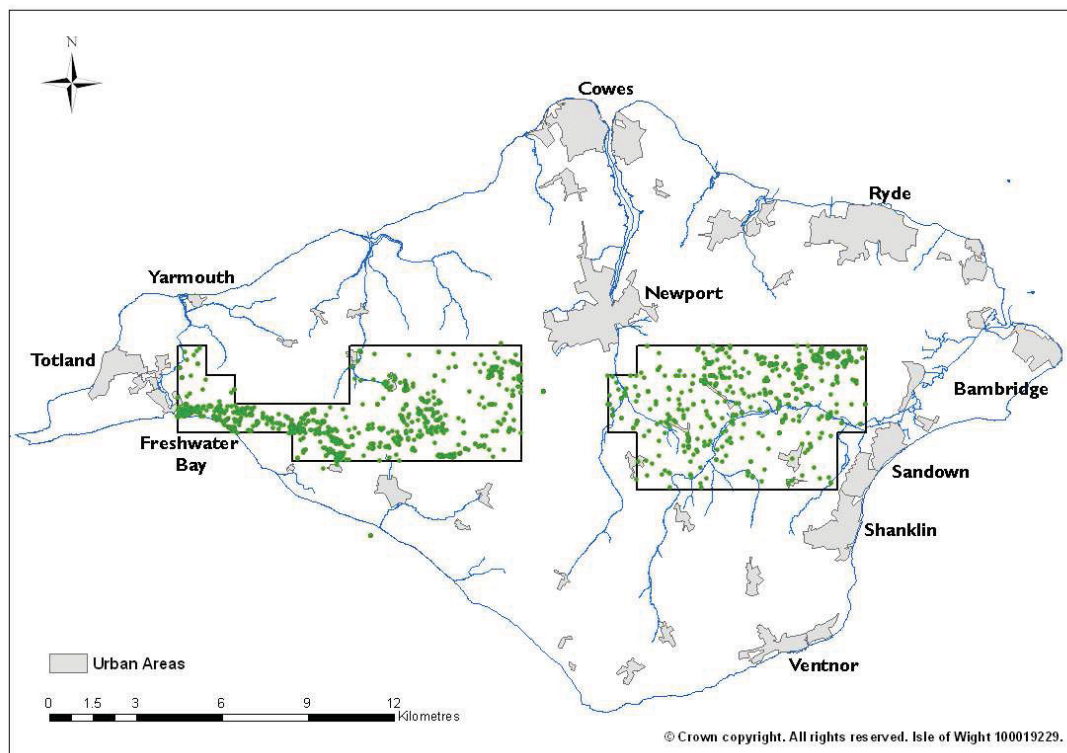 N
Cowes
Ryde
Yarmouth
Newport
Totland
Bambridge
Freshwater
Bay
Sandown
Shanklin
Urban Areas
Ventnor
0 1.5 3 6 9 12
Kilometres
© Crown copyright. All rights reserved. Isle of Wight 100019229.